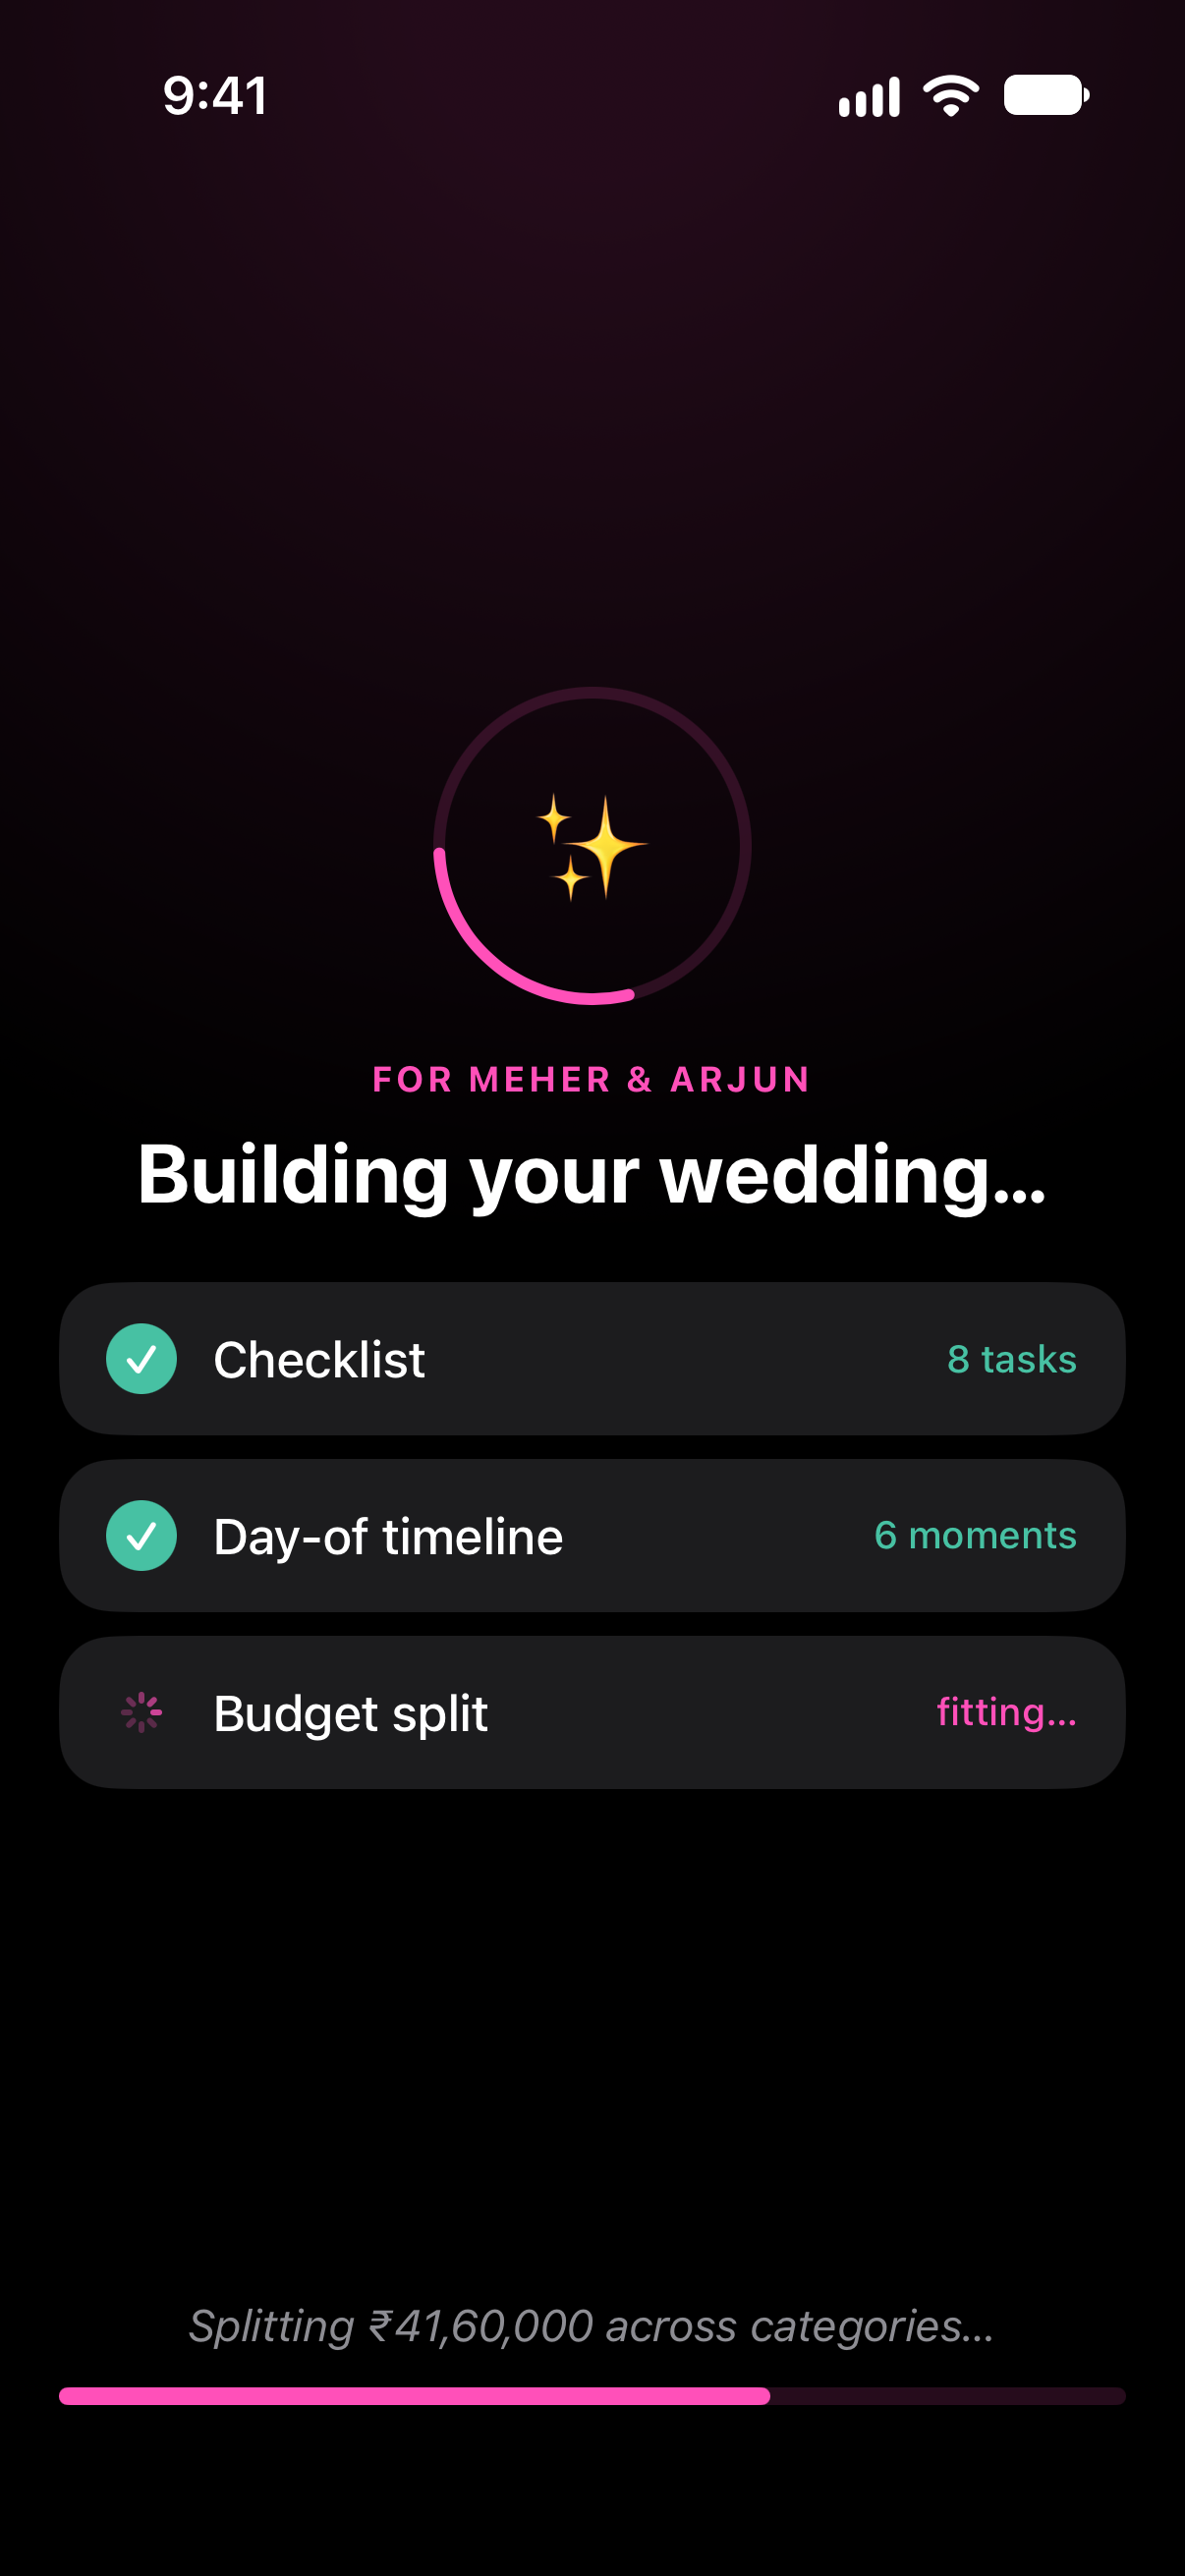 9:41
FOR MEHER & ARJUN
Building your wedding...
Checklist 8 tasks
Day-of timeline 6 moments
Budget split fitting...
Splitting ₹41,60,000 across categories...